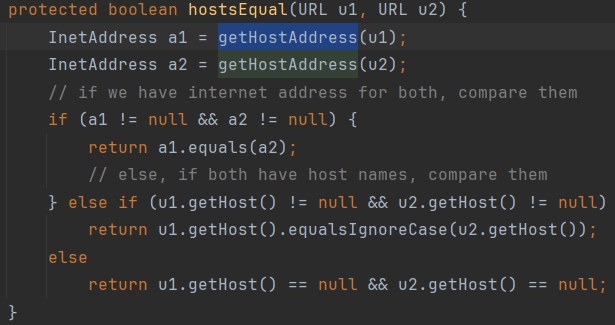 protected boolean hostsEqual(URL u1, URL u2) {
    InetAddress a1 = getHostAddress(u1);
    InetAddress a2 = getHostAddress(u2);
    // if we have internet address for both, compare them
    if (a1 != null && a2 != null) {
        return a1.equals(a2);
        // else, if both have host names, compare them
    } else if (u1.getHost() != null && u2.getHost() != null)
        return u1.getHost().equalsIgnoreCase(u2.getHost());
    else
        return u1.getHost() == null && u2.getHost() == null;
}